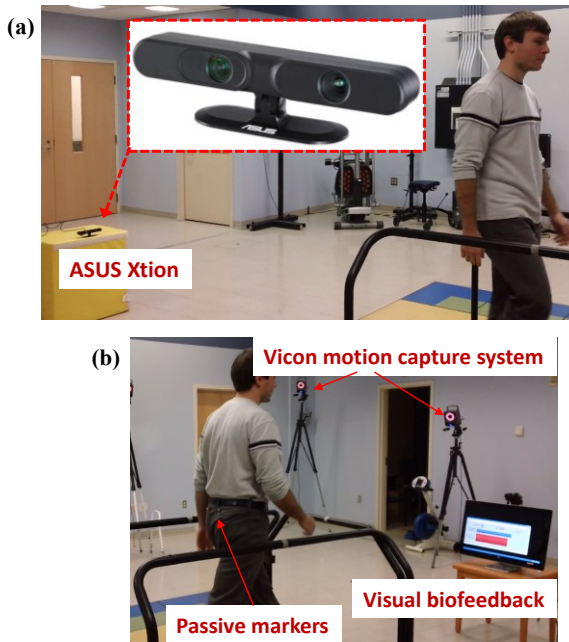 (a)
ASUS
ASUS Xtion
(b)
Vicon motion capture system
Visual biofeedback
Passive markers